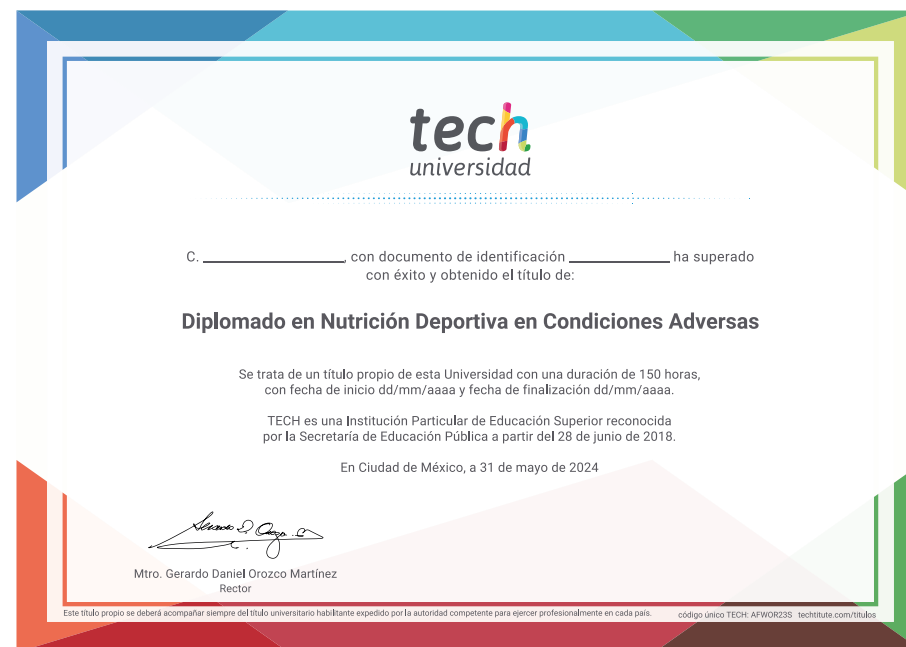 tech
universidad
C. ____________________, con documento de identificación ______________ ha superado
con éxito y obtenido el título de:
Diplomado en Nutrición Deportiva en Condiciones Adversas
Se trata de un título propio de esta Universidad con una duración de 150 horas,
con fecha de inicio dd/mm/aaaa y fecha de finalización dd/mm/aaaa.
TECH es una Institución Particular de Educación Superior reconocida
por la Secretaría de Educación Pública a partir del 28 de junio de 2018.
En Ciudad de México, a 31 de mayo de 2024
Mtro. Gerardo Daniel Orozco Martínez
Rector
Este título propio se deberá acompañar siempre del título universitario habilitante expedido por la autoridad competente para ejercer profesionalmente en cada país. código único TECH: AFWOR23S techtitute.com/titulos